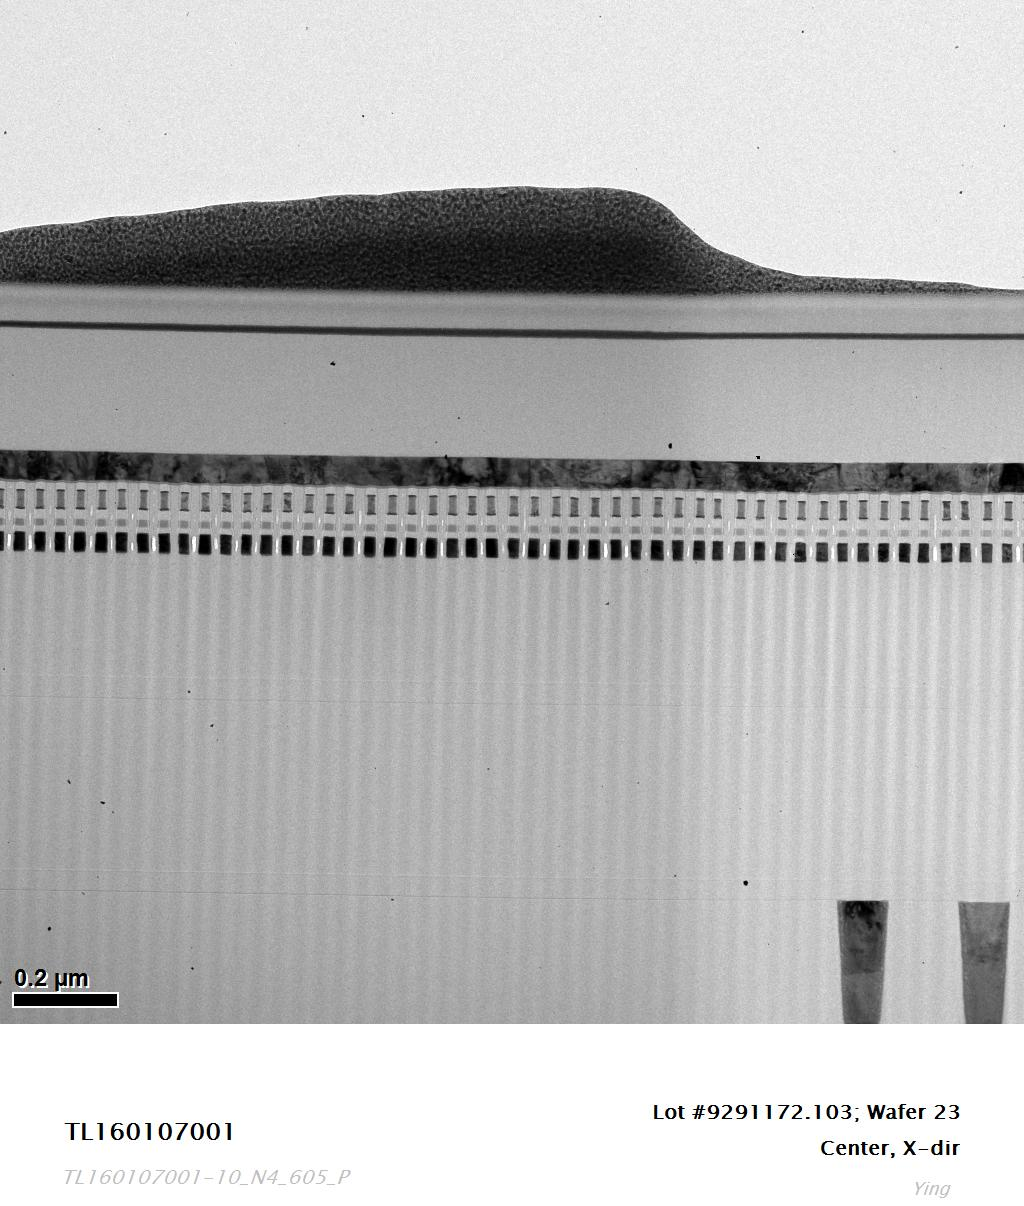 0.2 µm
TL160107001
TL160107001-10_N4_605_P
Lot #9291172.103; Wafer 23
Center, X-dir
Ying